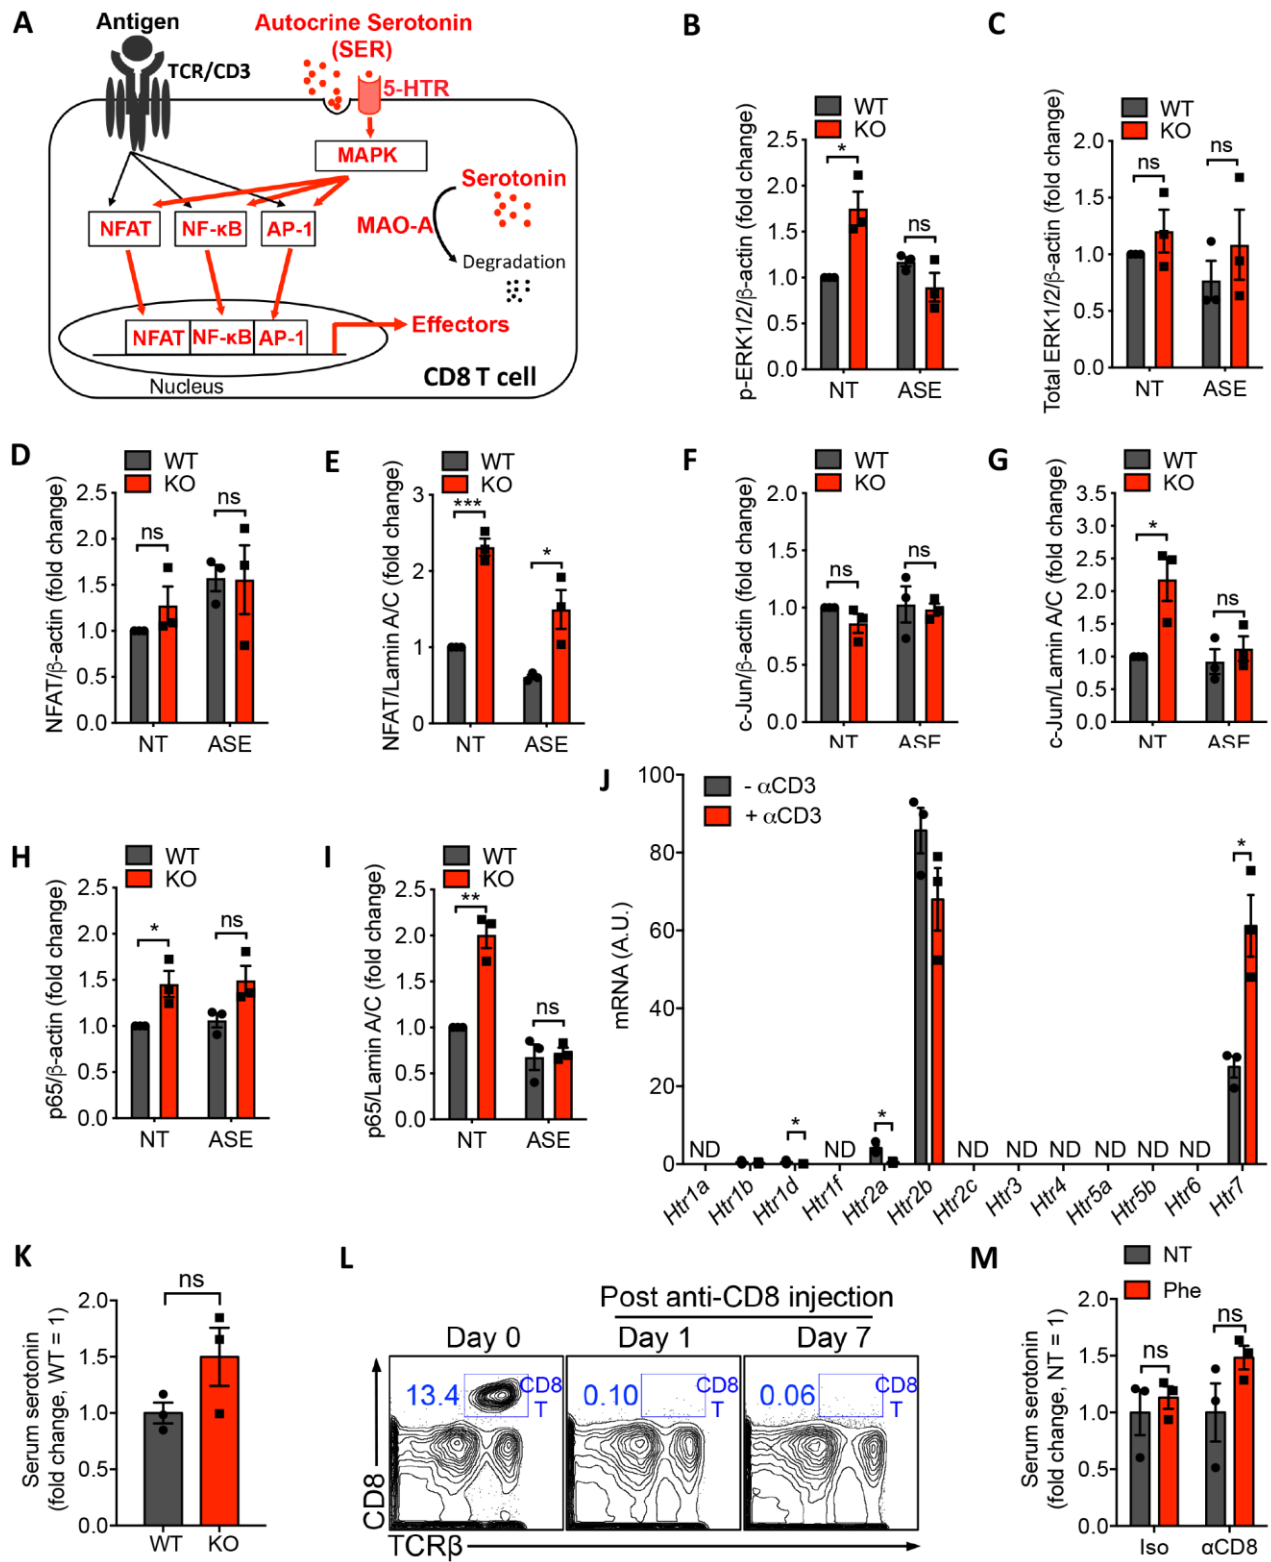 A
Antigen
TCR/CD3
Autocrine Serotonin
(SER)
5-HTR
MAPK
NFAT
NF-κB
AP-1
MAO-A
Serotonin
Degradation
NFAT
NF-κB
AP-1
Effectors
Nucleus
CD8 T cell
B
WT
KO
p-ERK1/2/β-actin (fold change)
2.5
2.0
1.5
1.0
0.5
0.0
*
ns
NT
ASE
C
WT
KO
Total ERK1/2/β-actin (fold change)
2.0
1.5
1.0
0.5
0.0
ns
ns
NT
ASE
D
WT
KO
NFAT/β-actin (fold change)
2.5
2.0
1.5
1.0
0.5
0.0
ns
ns
NT
ASE
E
WT
KO
NFAT/Lamin A/C (fold change)
3
2
1
0
***
*
NT
ASE
F
WT
KO
c-Jun/β-actin (fold change)
2.0
1.5
1.0
0.5
0.0
ns
ns
NT
ASE
G
WT
KO
c-Jun/Lamin A/C (fold change)
3.5
3.0
2.5
2.0
1.5
1.0
0.5
0.0
*
ns
NT
ASE
H
WT
KO
p65/β-actin (fold change)
2.5
2.0
1.5
1.0
0.5
0.0
*
ns
NT
ASE
I
WT
KO
p65/Lamin A/C (fold change)
2.5
2.0
1.5
1.0
0.5
0.0
**
ns
NT
ASE
J
- αCD3
+ αCD3
mRNA (A.U.)
100
80
60
40
20
0
ND
*
ND
*
ND
ND
ND
ND
ND
ND
*
Htr1a
Htr1b
Htr1d
Htr1f
Htr2a
Htr2b
Htr2c
Htr3
Htr4
Htr5a
Htr5b
Htr6
Htr7
K
Serum serotonin
(fold change, WT = 1)
2.0
1.5
1.0
0.5
0.0
ns
WT
KO
L
Post anti-CD8 injection
Day 0
Day 1
Day 7
13.4
CD8
T
0.10
CD8
T
0.06
CD8
T
CD8
TCRβ
M
NT
Phe
Serum serotonin
(fold change, NT = 1)
2.0
1.5
1.0
0.5
0.0
ns
ns
Iso
αCD8